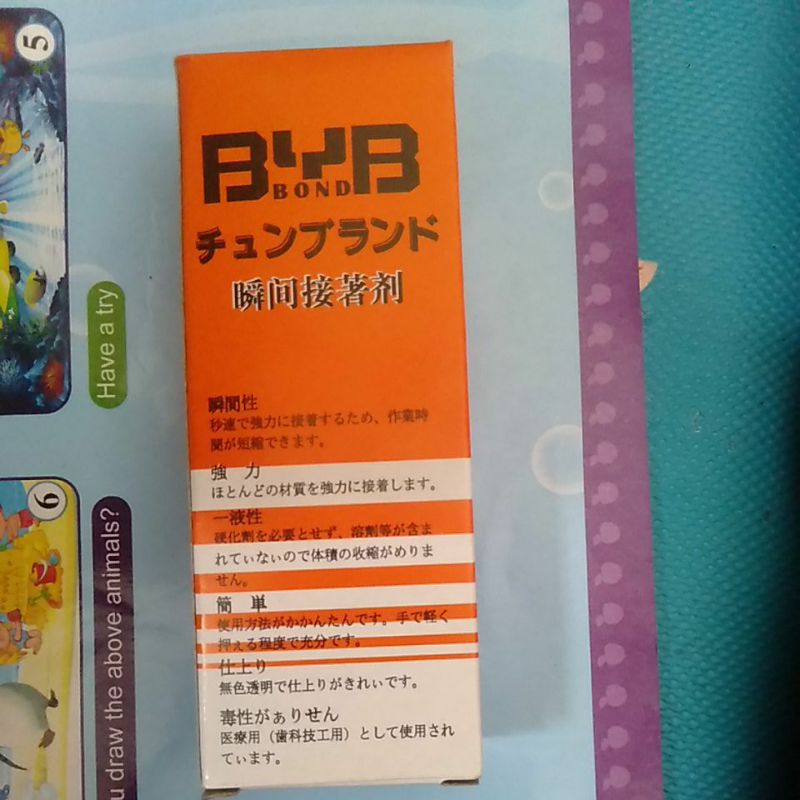 BYB
BOND
チュンブランド
瞬间接著剂
瞬間性
秒速で強力に接着するため、作業時
間が短縮できます。
強 力
ほとんどの材質を強力に接着します。
一液性
硬化劑を必要とせず、溶劑等が含ま
れてぃないので体積の収縮がめりま
せん。
簡 単
使用方法がかかんたんです。手で軽く
押える程度で充分です。
仕上り
無色透明で仕上りがきれぃです。
毒性がぁりせん
医療用（歯科技工用）として使用され
てぃます。
5
Have a try
6
u draw the above animals?